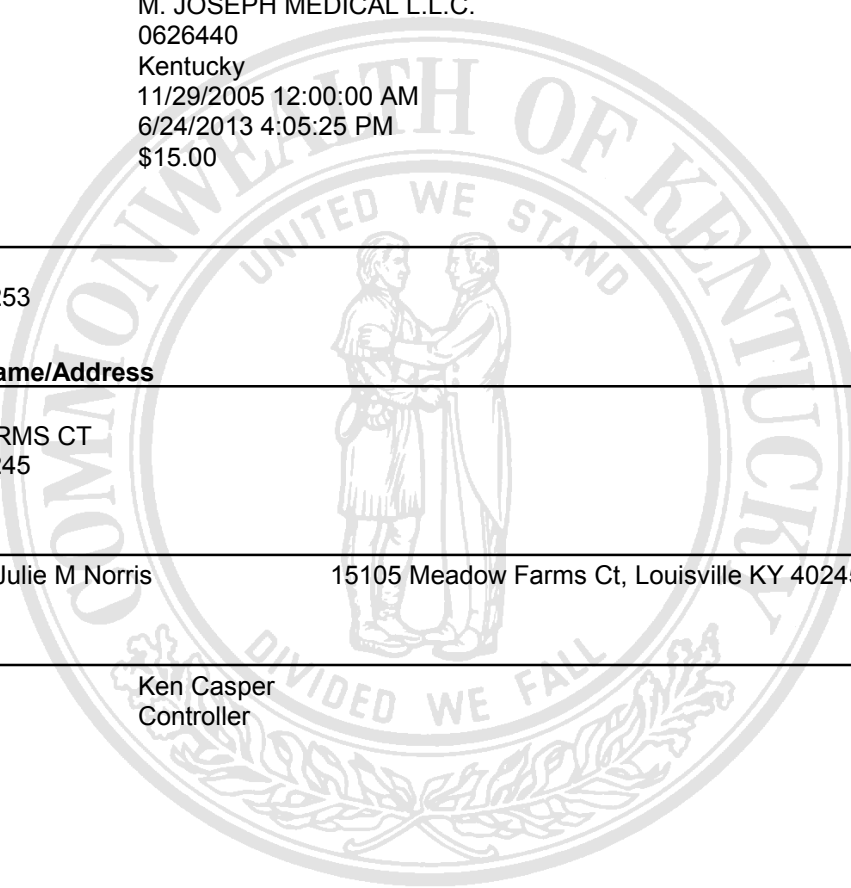 M. JOSEPH MEDICAL L.L.C.
0626440
Kentucky
11/29/2005 12:00:00 AM
6/24/2013 4:05:25 PM
$15.00
COMMONWEALTH OF KENTUCKY
UNITED WE STAND
253
ame/Address
RMS CT
245
Julie M Norris 15105 Meadow Farms Ct, Louisville KY 40245
DIVIDED WE FALL
Ken Casper
Controller